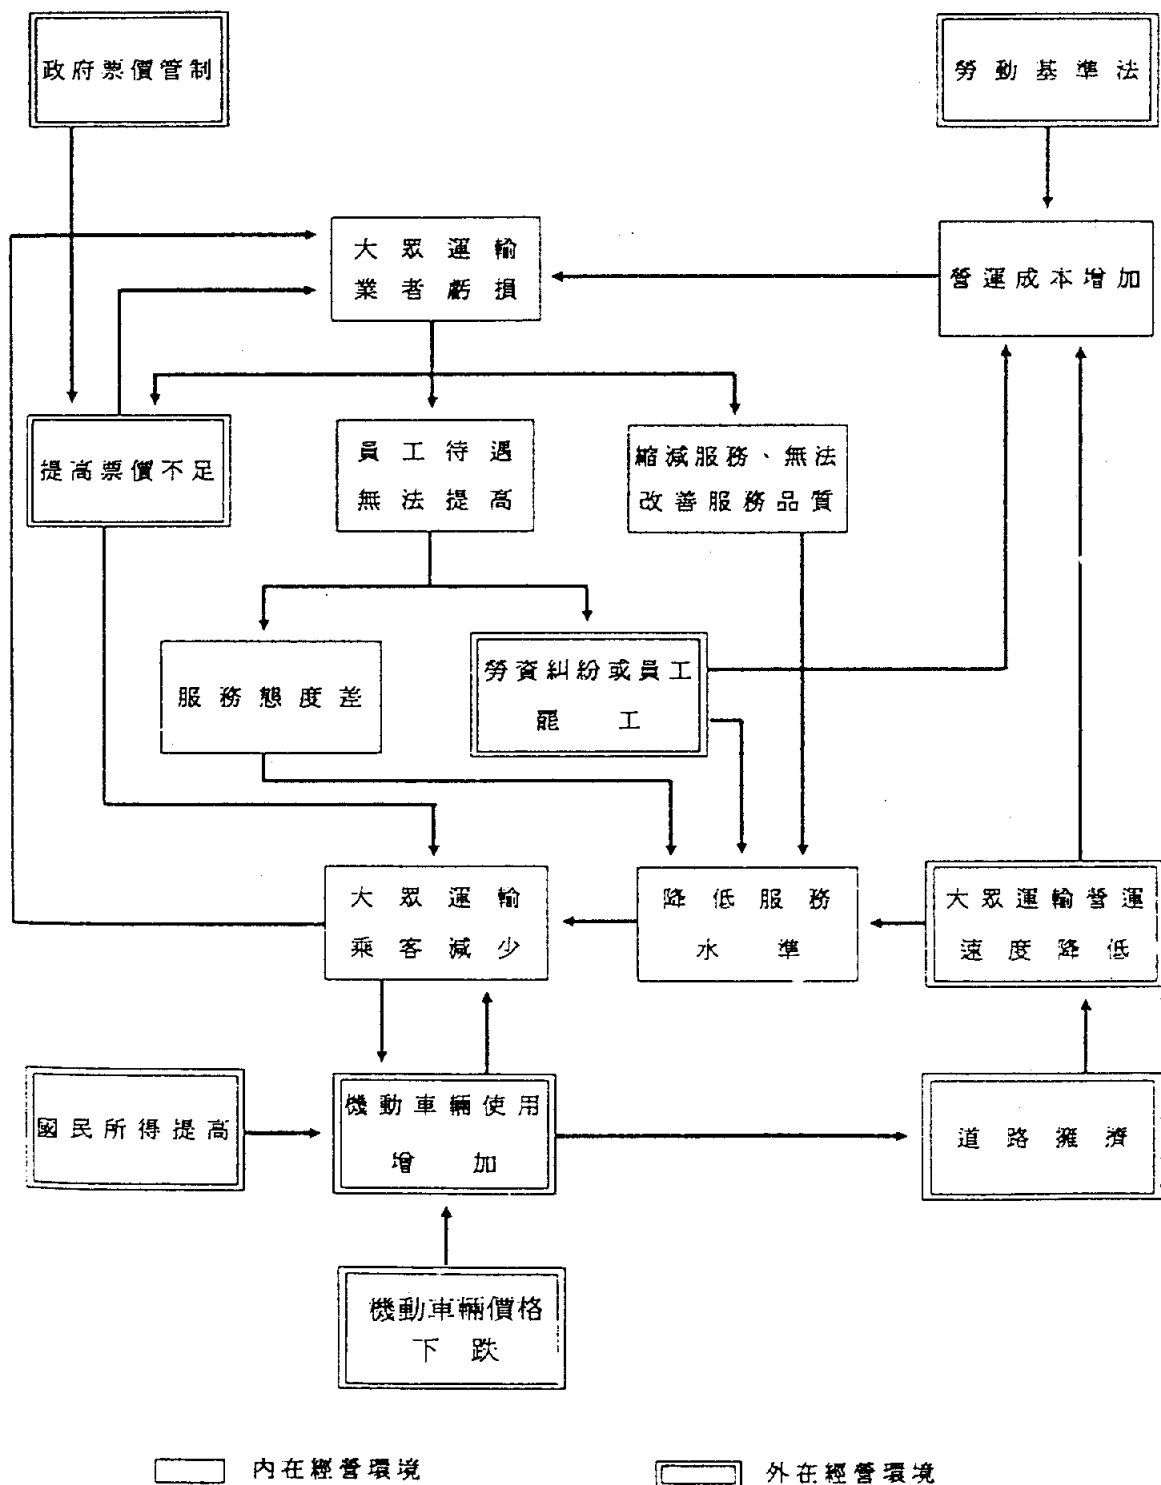 政府票價管制
勞動基準法
大眾運輸
業者虧損
營運成本增加
提高票價不足
員工待遇
無法提高
縮減服務、無法
改善服務品質
服務態度差
勞資糾紛或員工
罷工
大眾運輸
乘客減少
降低服務
水準
大眾運輸營運
速度降低
國民所得提高
機動車輛使用
增加
道路擁擠
機動車輛價格
下跌
內在經營環境
外在經營環境